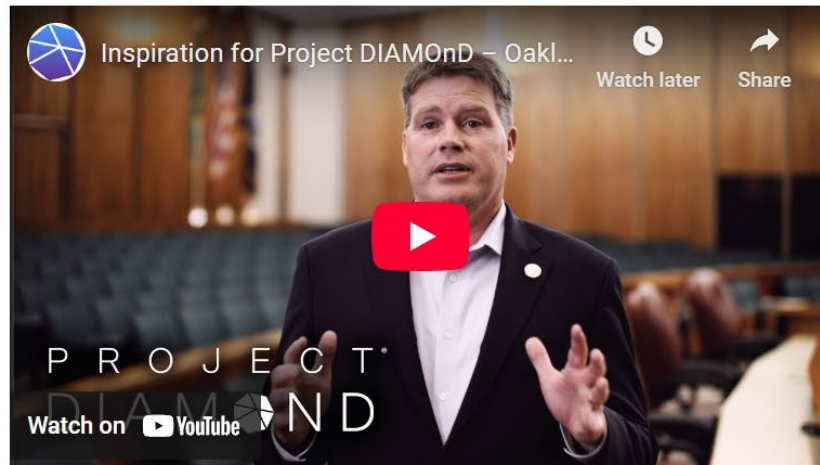 Inspiration for Project DIAMOnD – Oakl...
Watch later
Share
PROJECT
DIAMOND
Watch on YouTube